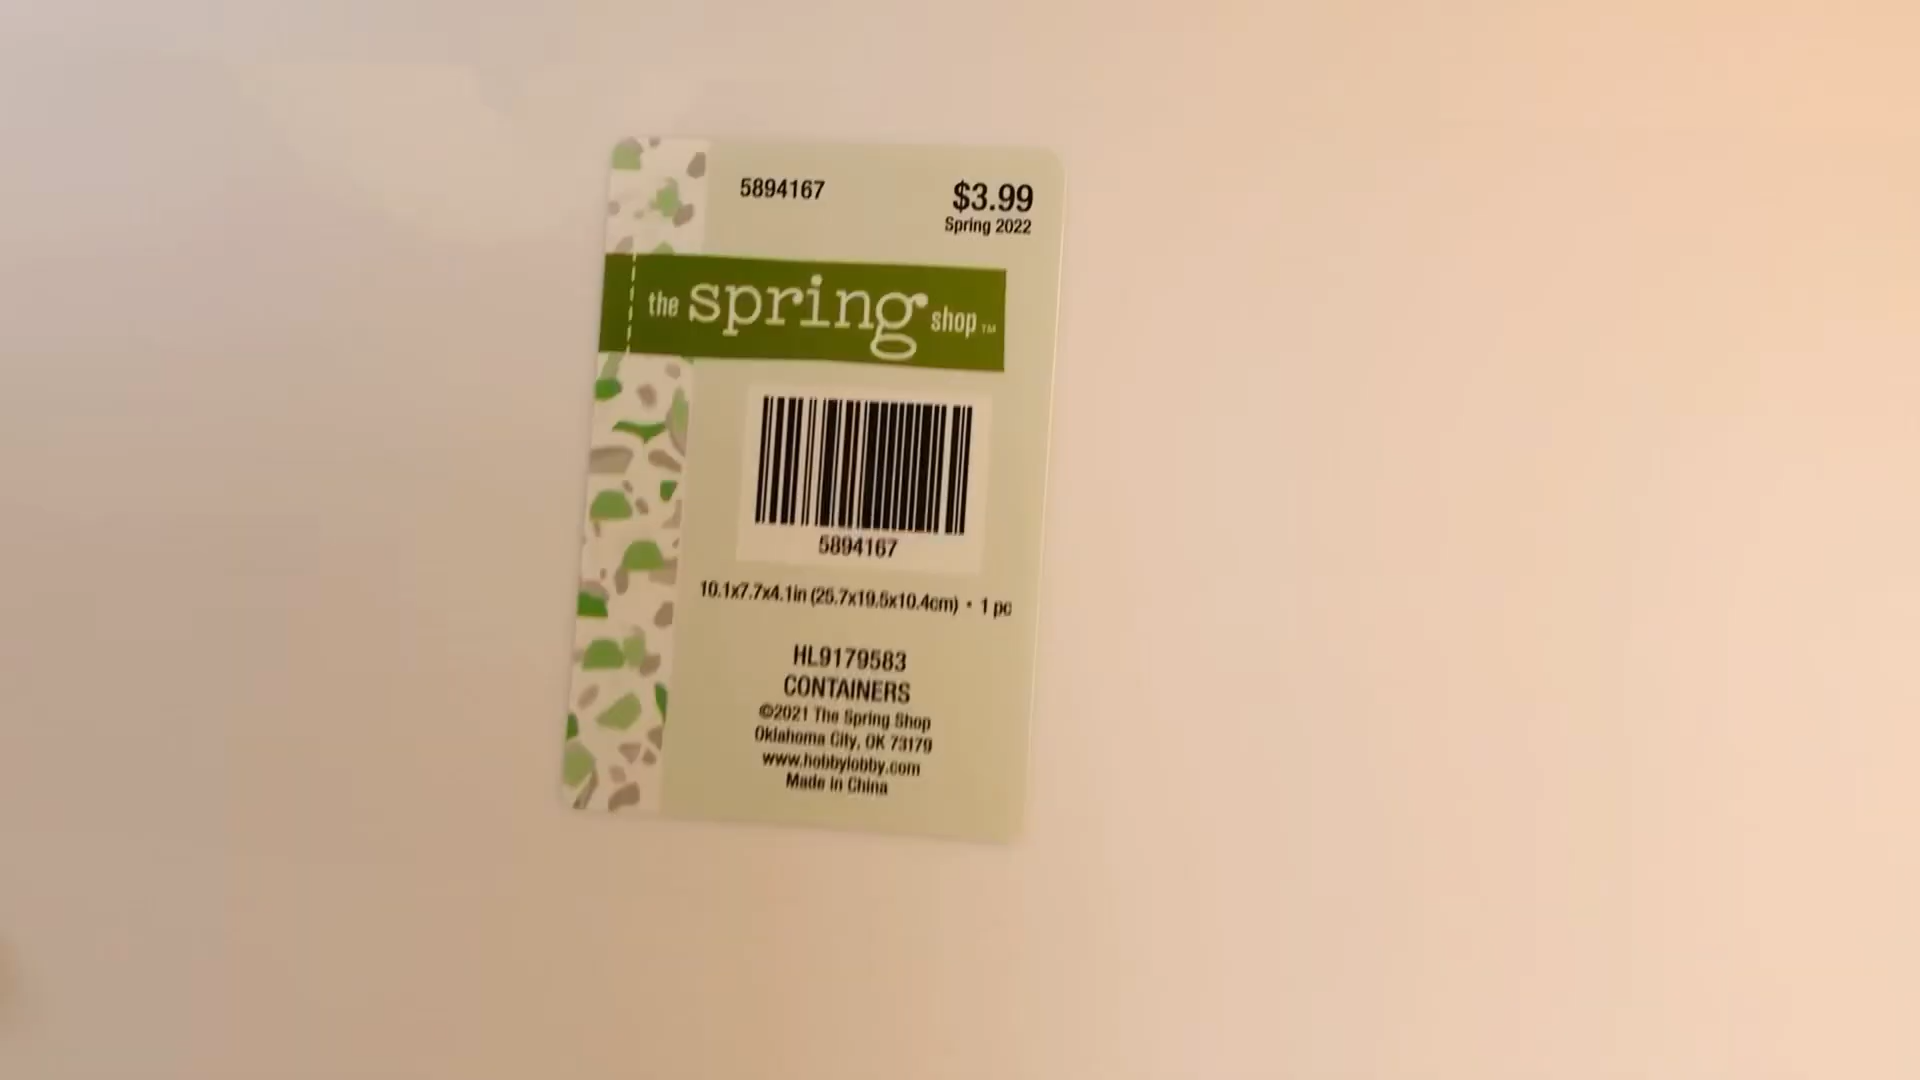 5894167
$3.99
Spring 2022
the spring shop™
5894167
10.1x7.7x4.1in (25.7x19.5x10.4cm) • 1 pc
HL9179583
CONTAINERS
©2021 The Spring Shop
Oklahoma City, OK 73179
www.hobbylobby.com
Made in China